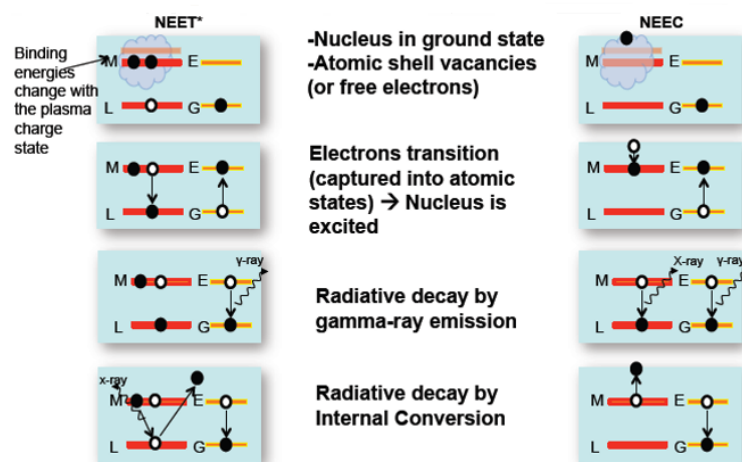 NEET*
NEEC
Binding
energies
change with
the plasma
charge
state
M
E
L
G
-Nucleus in ground state
-Atomic shell vacancies
(or free electrons)
M
E
L
G
M
E
L
G
Electrons transition
(captured into atomic
states) → Nucleus is
excited
M
E
L
G
γ-ray
M
E
L
G
Radiative decay by
gamma-ray emission
X-ray
γ-ray
M
E
L
G
x-ray
M
E
L
G
Radiative decay by
Internal Conversion
M
E
L
G